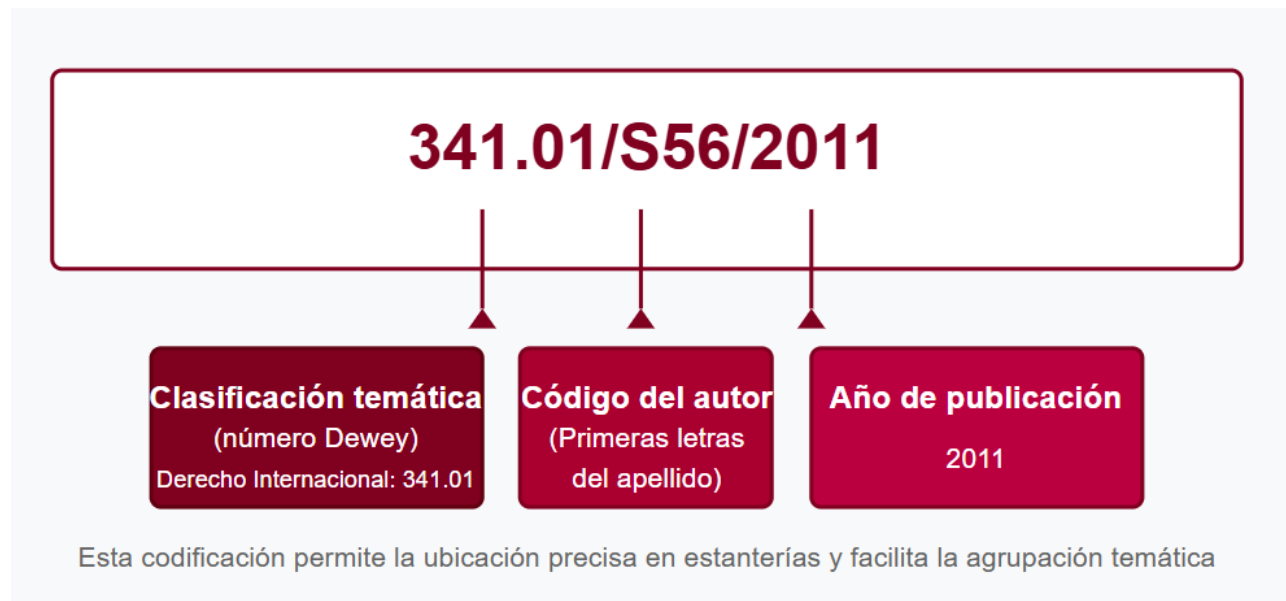 341.01/S56/2011
Clasificación temática
(número Dewey)
Derecho Internacional: 341.01
Código del autor
(Primeras letras
del apellido)
Año de publicación
2011
Esta codificación permite la ubicación precisa en estanterías y facilita la agrupación temática